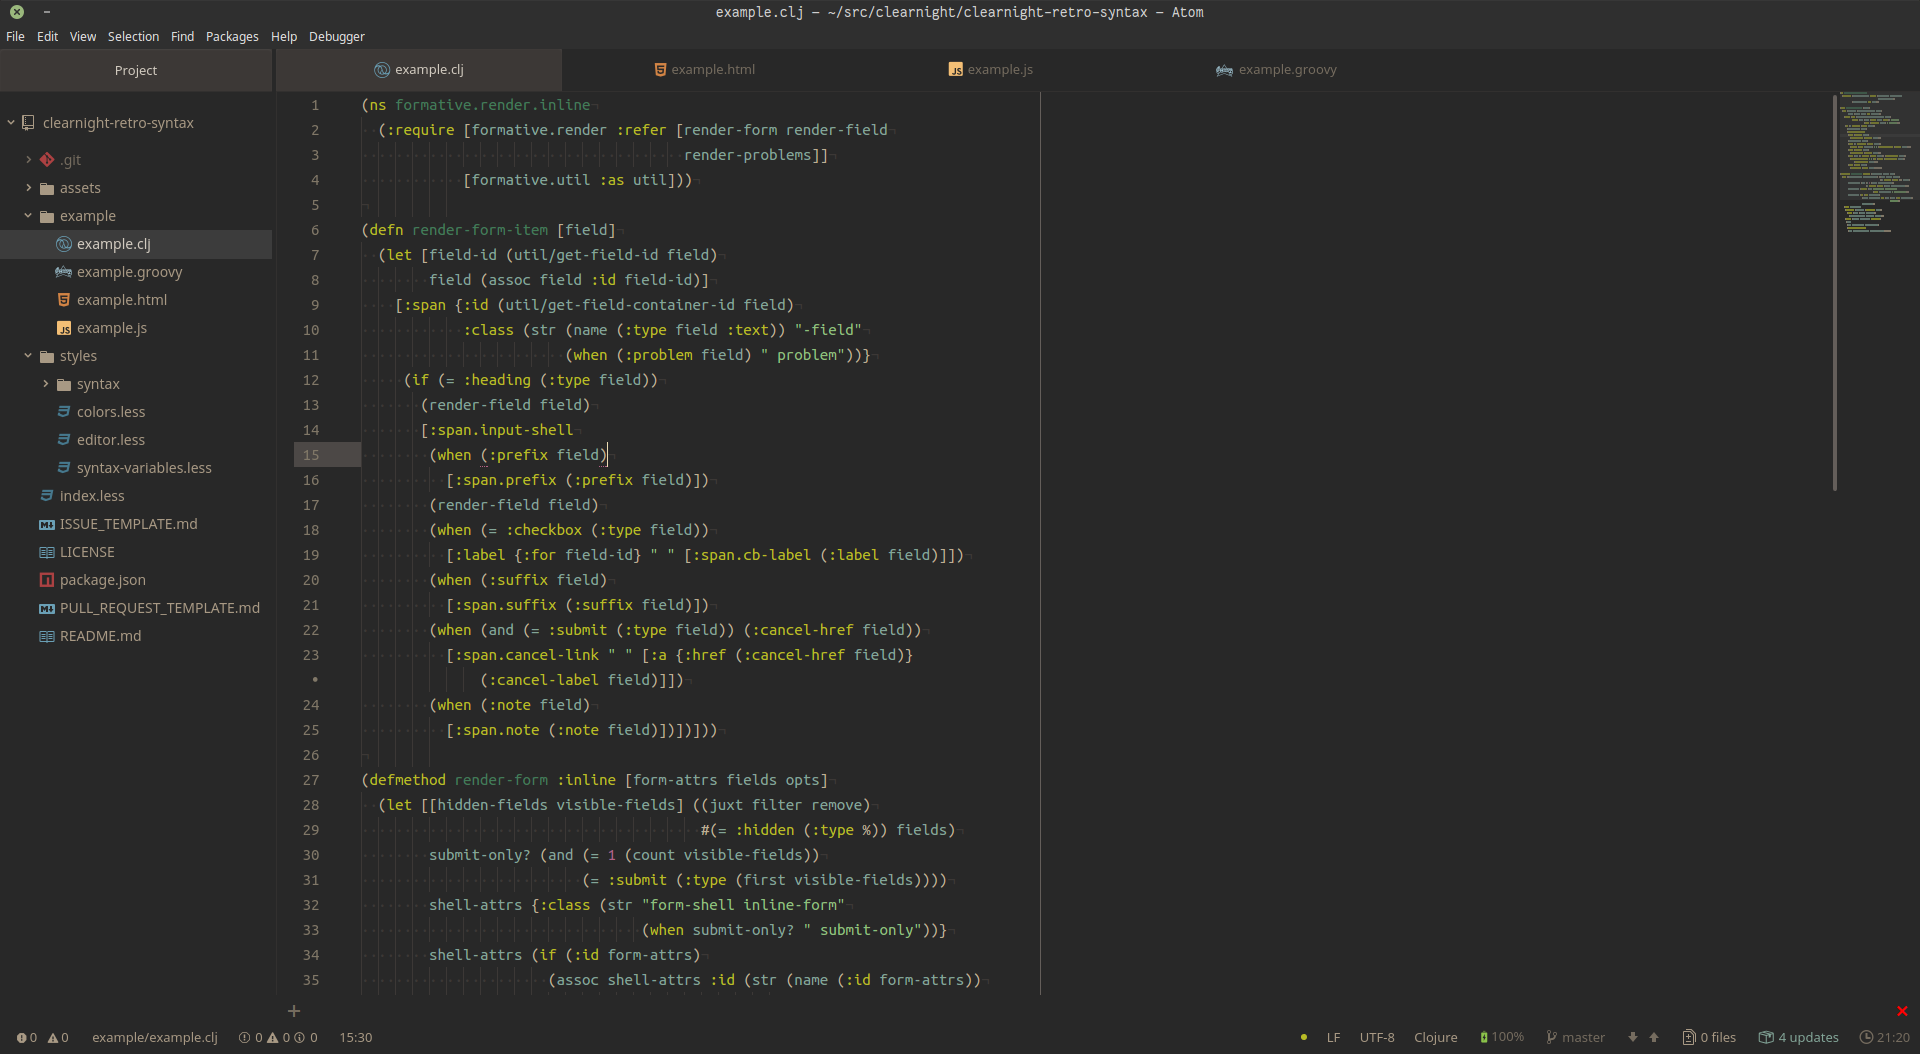 example.clj — ~/src/clearnight/clearnight-retro-syntax — Atom
File Edit View Selection Find Packages Help Debugger
Project
example.clj
example.html
example.js
example.groovy
clearnight-retro-syntax
.git
assets
example
example.clj
example.groovy
example.html
example.js
styles
syntax
colors.less
editor.less
syntax-variables.less
index.less
ISSUE_TEMPLATE.md
LICENSE
package.json
PULL_REQUEST_TEMPLATE.md
README.md
1 (ns formative.render.inline
2   (:require [formative.render :refer [render-form render-field
3                                       render-problems]]
4             [formative.util :as util]))
5
6 (defn render-form-item [field]
7   (let [field-id (util/get-field-id field)
8         field (assoc field :id field-id)]
9     [:span {:id (util/get-field-container-id field)
10             :class (str (name (:type field :text)) "-field"
11                         (when (:problem field) " problem"))}
12      (if (= :heading (:type field))
13        (render-field field)
14        [:span.input-shell
15         (when (:prefix field)
16           [:span.prefix (:prefix field)])
17         (render-field field)
18         (when (= :checkbox (:type field))
19           [:label {:for field-id} " " [:span.cb-label (:label field)]])
20         (when (:suffix field)
21           [:span.suffix (:suffix field)])
22         (when (and (= :submit (:type field)) (:cancel-href field))
23           [:span.cancel-link " " [:a {:href (:cancel-href field)}
•               (:cancel-label field)]])
24         (when (:note field)
25           [:span.note (:note field)])])]))
26
27 (defmethod render-form :inline [form-attrs fields opts]
28   (let [[hidden-fields visible-fields] ((juxt filter remove)
29                                         #(= :hidden (:type %)) fields)
30         submit-only? (and (= 1 (count visible-fields))
31                           (= :submit (:type (first visible-fields))))
32         shell-attrs {:class (str "form-shell inline-form"
33                                  (when submit-only? " submit-only"))}
34         shell-attrs (if (:id form-attrs)
35                       (assoc shell-attrs :id (str (name (:id form-attrs))
0 0 example/example.clj 0 0 0 15:30 LF UTF-8 Clojure 100% master 0 files 4 updates 21:20